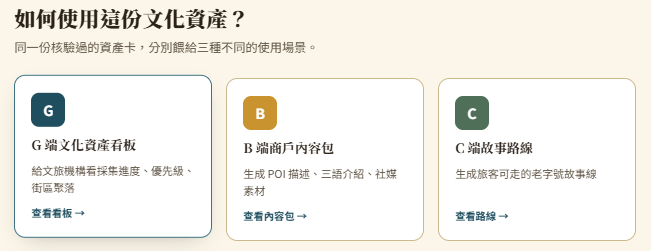 如何使用這份文化資產？
同一份核驗過的資產卡，分別餵給三種不同的使用場景。
G
G 端文化資產看板
給文旅機構看採集進度、優先級、
街區聚落
查看看板 →
B
B 端商戶內容包
生成 POI 描述、三語介紹、社媒
素材
查看內容包 →
C
C 端故事路線
生成旅客可走的老字號故事線
查看路線 →